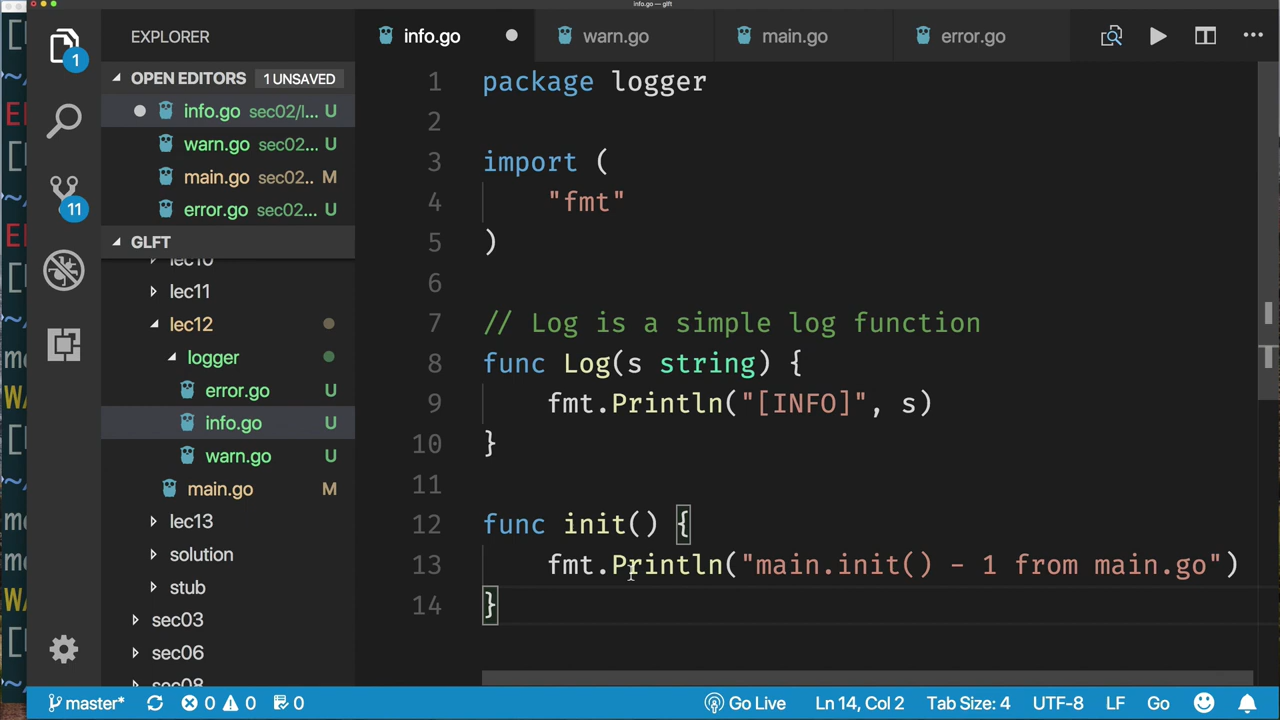 info.go — glft
EXPLORER
info.go
warn.go
main.go
error.go
1
OPEN EDITORS
1 UNSAVED
info.go sec02/l... U
warn.go sec02... U
main.go sec02.. M
error.go sec02... U
11
GLFT
lec10
lec11
lec12
logger
error.go U
info.go U
warn.go U
main.go M
lec13
solution
stub
sec03
sec06
sec08
1 package logger
2
3 import (
4 "fmt"
5 )
6
7 // Log is a simple log function
8 func Log(s string) {
9 fmt.Println("[INFO]", s)
10 }
11
12 func init() {
13 fmt.Println("main.init() - 1 from main.go")
14 }
master* 0 0 0 Go Live Ln 14, Col 2 Tab Size: 4 UTF-8 LF Go